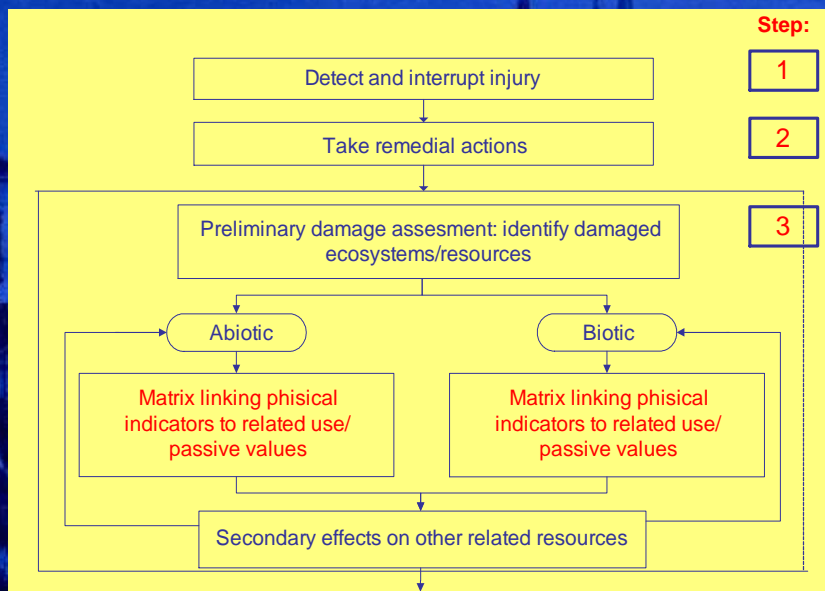 Step:
Detect and interrupt injury
1
Take remedial actions
2
Preliminary damage assesment: identify damaged
ecosystems/resources
3
Abiotic
Biotic
Matrix linking phisical
indicators to related use/
passive values
Matrix linking phisical
indicators to related use/
passive values
Secondary effects on other related resources